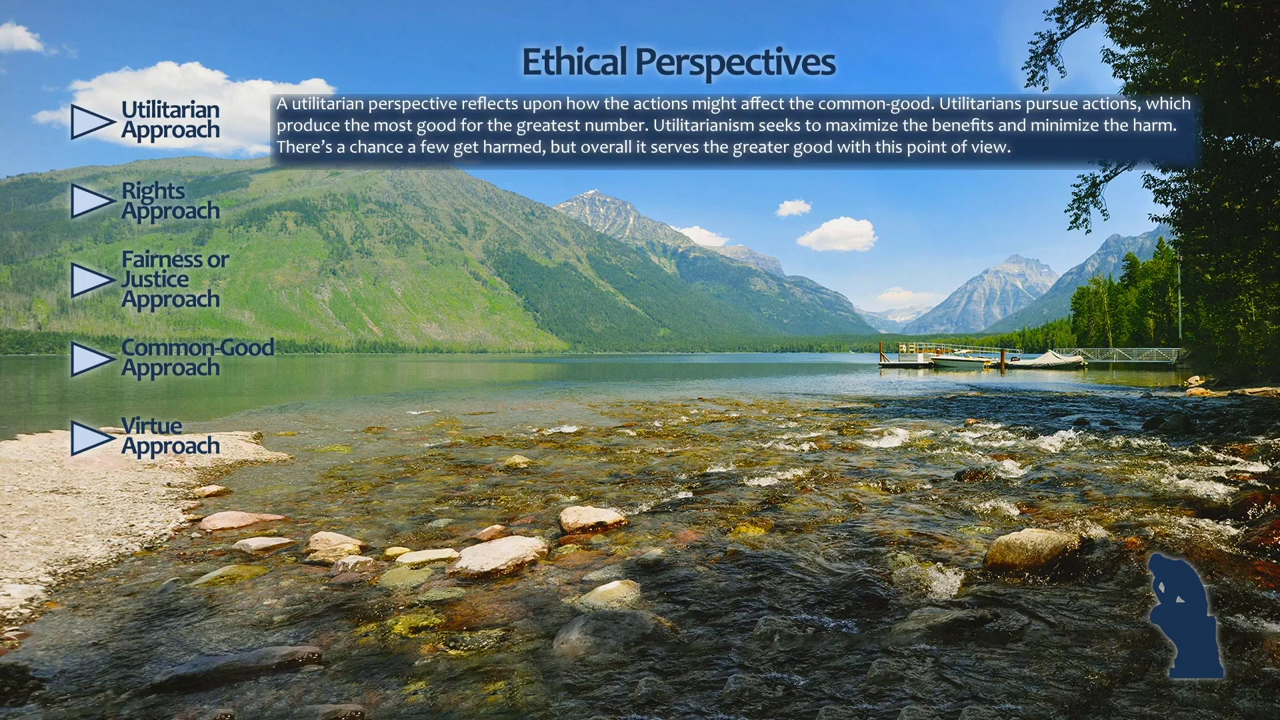 Ethical Perspectives
Utilitarian
Approach
A utilitarian perspective reflects upon how the actions might affect the common-good. Utilitarians pursue actions, which
produce the most good for the greatest number. Utilitarianism seeks to maximize the benefits and minimize the harm.
There's a chance a few get harmed, but overall it serves the greater good with this point of view.
Rights
Approach
Fairness or
Justice
Approach
Common-Good
Approach
Virtue
Approach